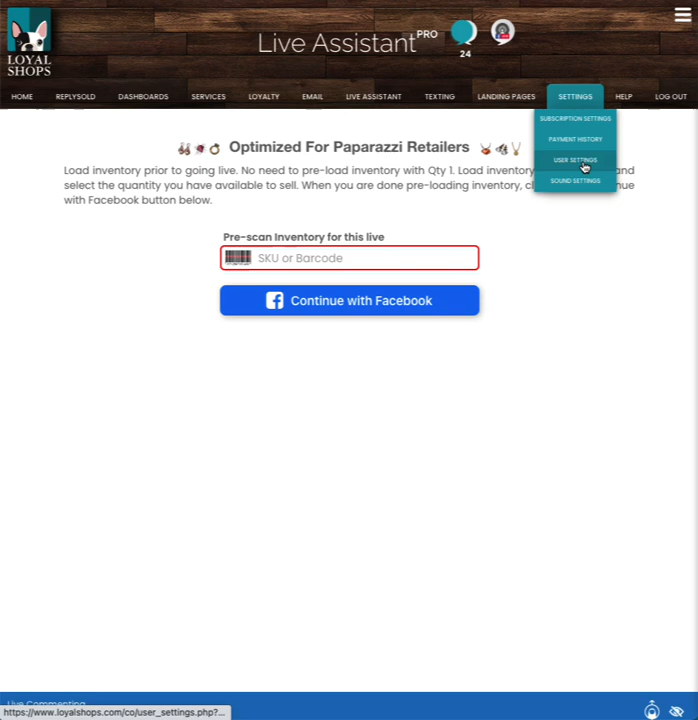 LOYAL
SHOPS
Live Assistant PRO
24
HOME REPLYSOLD DASHBOARDS SERVICES LOYALTY EMAIL LIVE ASSISTANT TEXTING LANDING PAGES SETTINGS HELP LOG OUT
SUBSCRIPTION SETTINGS
PAYMENT HISTORY
USER SETTINGS
SOUND SETTINGS
Optimized For Paparazzi Retailers
Load inventory prior to going live. No need to pre-load inventory with Qty 1. Load inventory and
select the quantity you have available to sell. When you are done pre-loading inventory, nue
with Facebook button below.
Pre-scan Inventory for this live
SKU or Barcode
Continue with Facebook
Live Commenting
https://www.loyalshops.com/co/user_settings.php?...